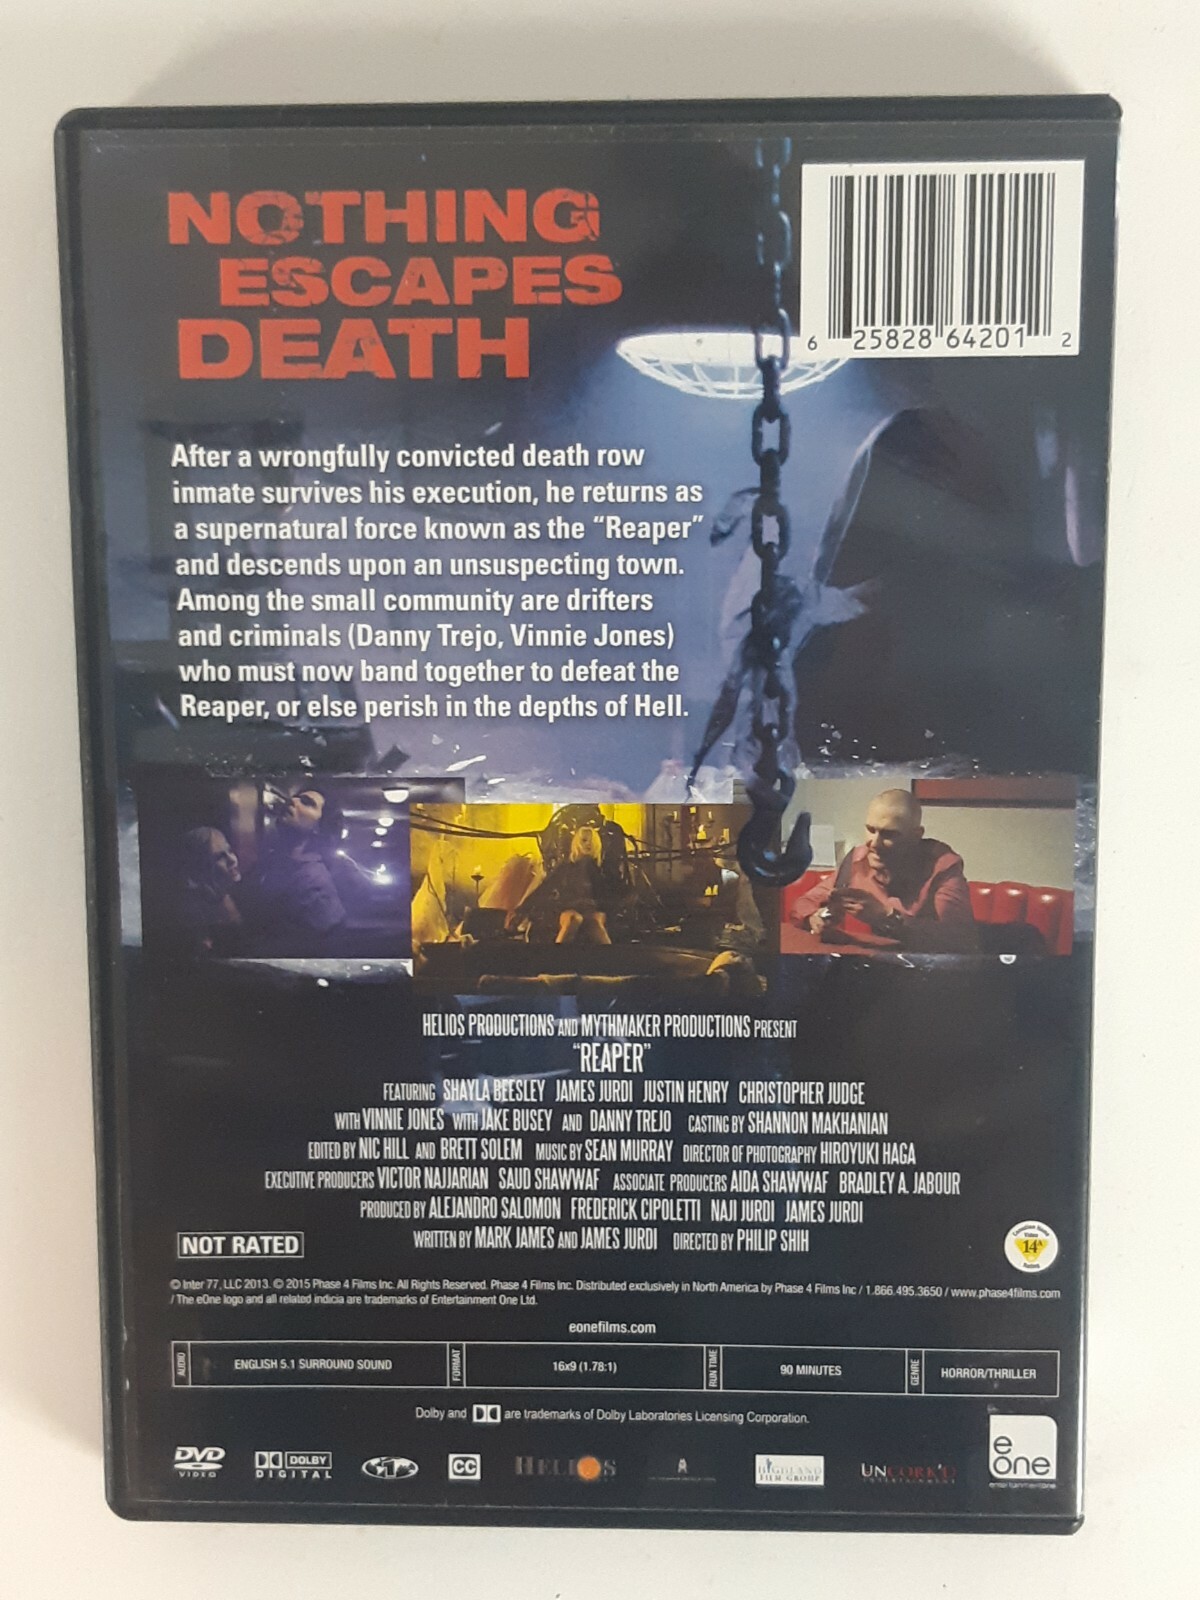 NOTHING
ESCAPES
DEATH
6 25828 64201 2
After a wrongfully convicted death row
inmate survives his execution, he returns as
a supernatural force known as the “Reaper”
and descends upon an unsuspecting town.
Among the small community are drifters
and criminals (Danny Trejo, Vinnie Jones)
who must now band together to defeat the
Reaper, or else perish in the depths of Hell.
HELIOS PRODUCTIONS AND MYTHMAKER PRODUCTIONS PRESENT
“REAPER”
FEATURING SHAYLA BEESLEY JAMES JURDI JUSTIN HENRY CHRISTOPHER JUDGE
WITH VINNIE JONES WITH JAKE BUSEY AND DANNY TREJO CASTING BY SHANNON MAKHANIAN
EDITED BY NIC HILL AND BRETT SOLEM MUSIC BY SEAN MURRAY DIRECTOR OF PHOTOGRAPHY HIROYUKI HAGA
EXECUTIVE PRODUCERS VICTOR NAJJARIAN SAUD SHAWWAF ASSOCIATE PRODUCERS AIDA SHAWWAF BRADLEY A. JABOUR
PRODUCED BY ALEJANDRO SALOMON FREDERICK CIPOLETTI NAJI JURDI JAMES JURDI
WRITTEN BY MARK JAMES AND JAMES JURDI DIRECTED BY PHILIP SHIH
NOT RATED
Canadian Home
Video
14A
Rated
© Inter 77, LLC 2013. © 2015 Phase 4 Films Inc. All Rights Reserved. Phase 4 Films Inc. Distributed exclusively in North America by Phase 4 Films Inc / 1.866.495.3650 / www.phase4films.com
/ The eOne logo and all related indicia are trademarks of Entertainment One Ltd.
eonefilms.com
AUDIO ENGLISH 5.1 SURROUND SOUND FORMAT 16x9 (1.78:1) RUN TIME 90 MINUTES GENRE HORROR/THRILLER
Dolby and are trademarks of Dolby Laboratories Licensing Corporation.
DVD VIDEO DOLBY DIGITAL 1 CC HELIOS HIGHLAND FILM GROUP UNCORK'D ENTERTAINMENT e one entertainmentone